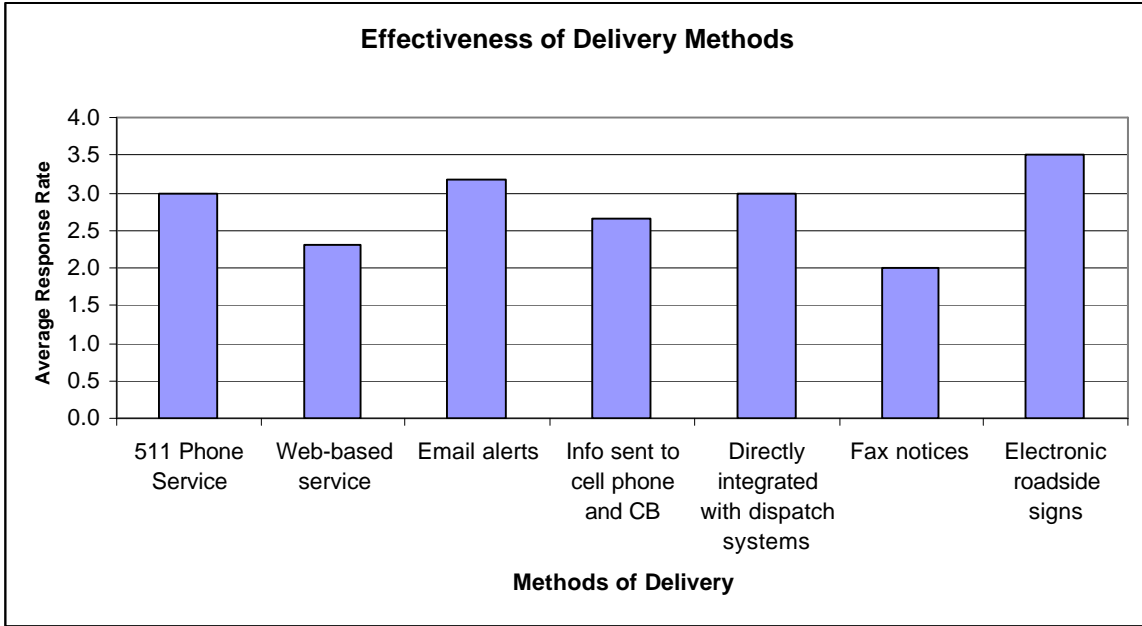 Effectiveness of Delivery Methods
4.0
3.5
3.0
2.5
2.0
1.5
1.0
0.5
0.0
Average Response Rate
511 Phone
Service
Web-based
service
Email alerts
Info sent to
cell phone
and CB
Directly
integrated
with dispatch
systems
Fax notices
Electronic
roadside
signs
Methods of Delivery